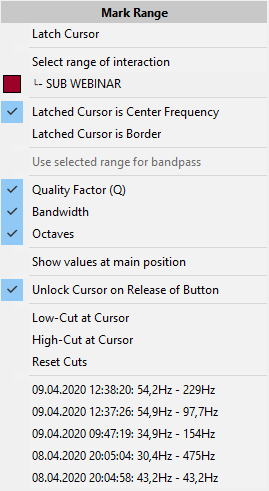 Mark Range
Latch Cursor
Select range of interaction
└- SUB WEBINAR
Latched Cursor is Center Frequency
Latched Cursor is Border
Use selected range for bandpass
Quality Factor (Q)
Bandwidth
Octaves
Show values at main position
Unlock Cursor on Release of Button
Low-Cut at Cursor
High-Cut at Cursor
Reset Cuts
09.04.2020 12:38:20: 54,2Hz - 229Hz
09.04.2020 12:37:26: 54,9Hz - 97,7Hz
09.04.2020 09:47:19: 34,9Hz - 154Hz
08.04.2020 20:05:04: 30,4Hz - 475Hz
08.04.2020 20:04:58: 43,2Hz - 43,2Hz